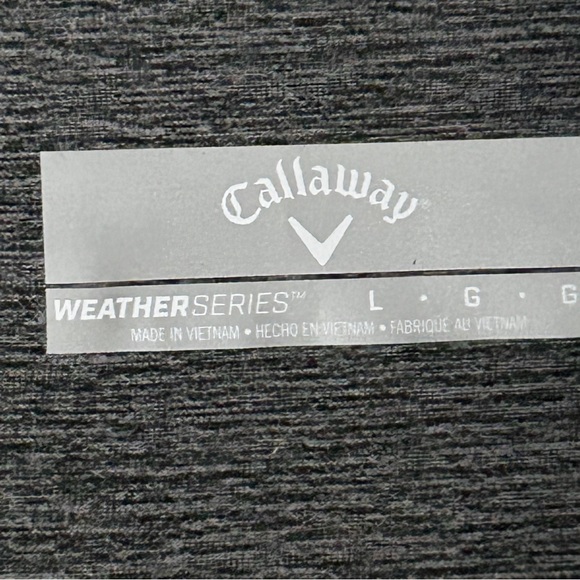 Callaway®
WEATHERSERIES™ L • G • G
MADE IN VIETNAM • HECHO EN VIETNAM • FABRIQUÉ AU VIETNAM